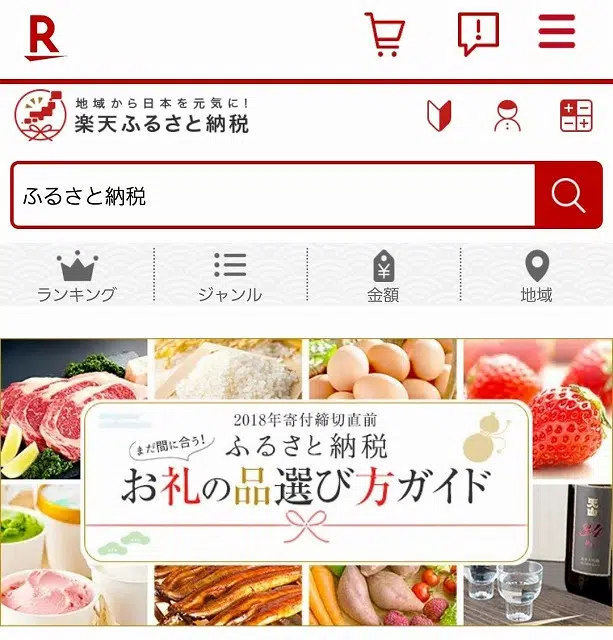 R
地域から日本を元気に!
楽天ふるさと納税
ふるさと納税
ランキング
ジャンル
金額
地域
2018年寄付締切直前
まだ間に合う!
ふるさと納税
お礼の品選び方ガイド